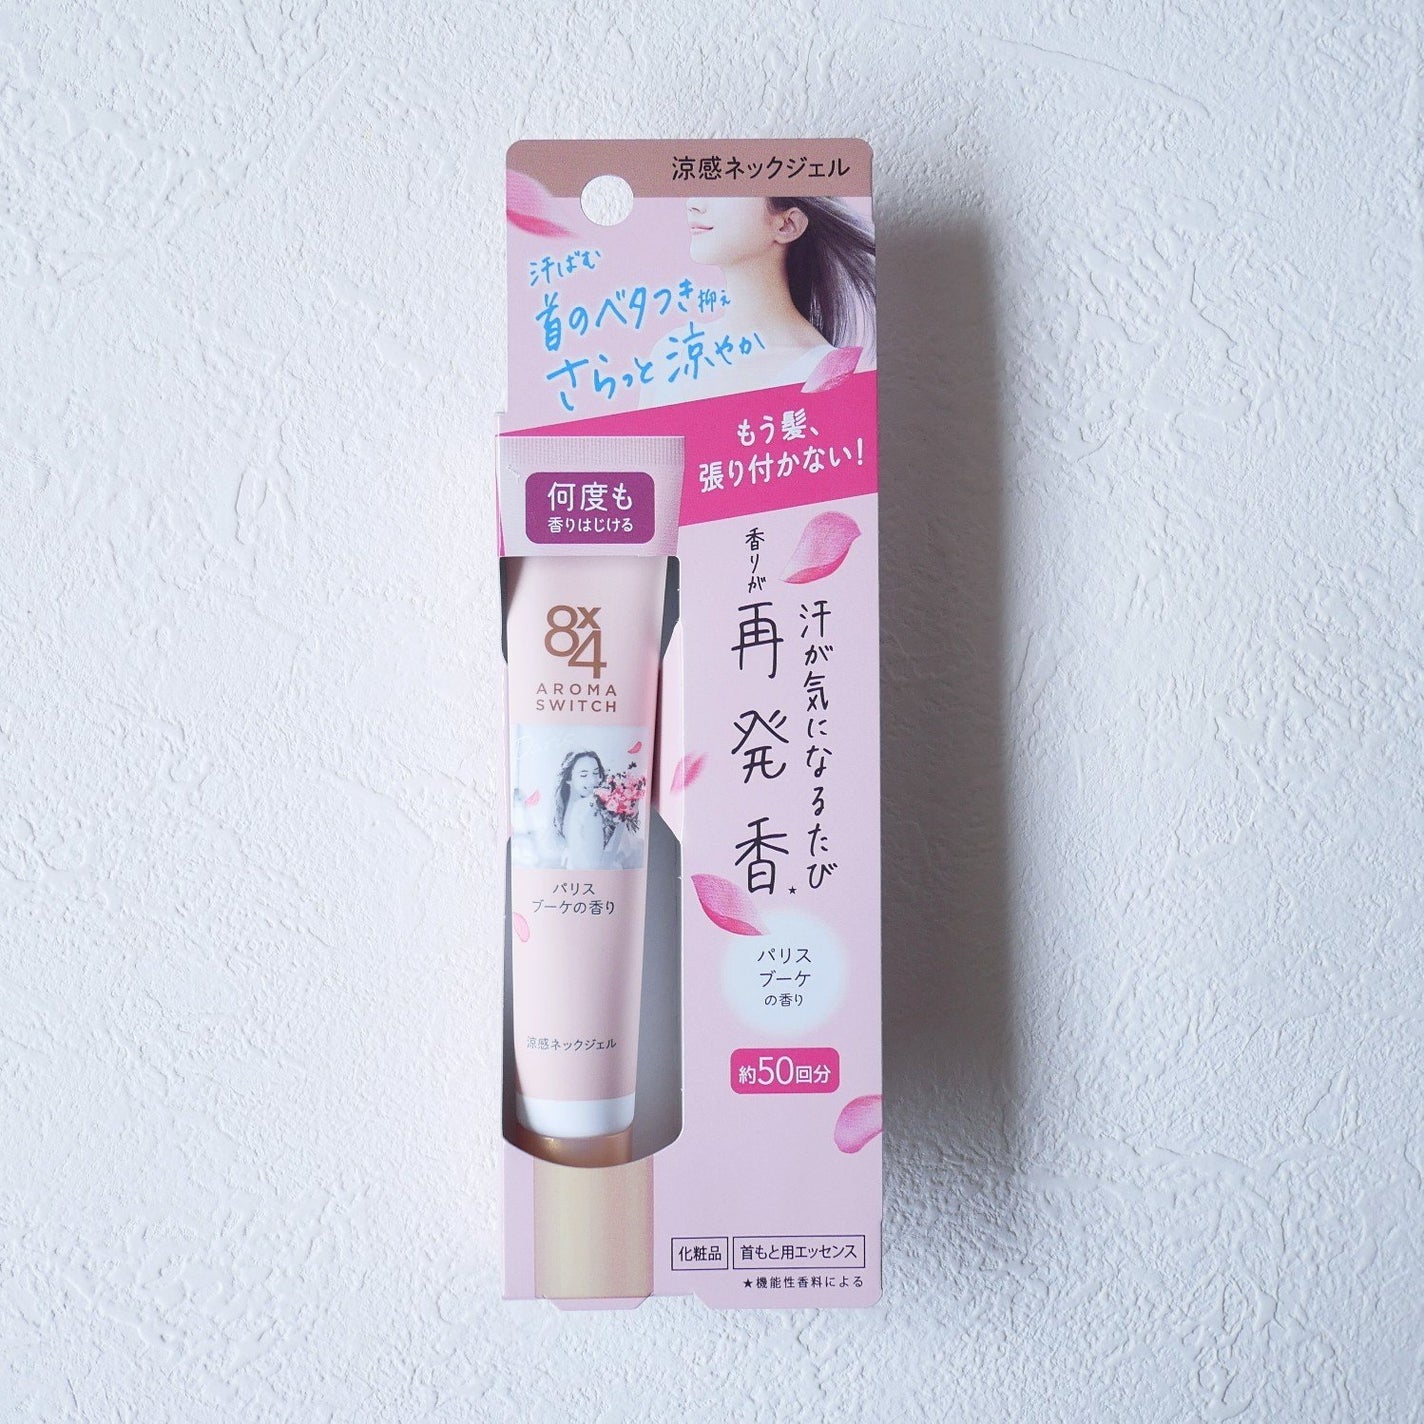 涼感ネックジェル
汗ばむ
首のベタつき抑え
さらっと涼やか
もう髪、
張り付かない!
何度も
香りはじける
8x4
AROMA
SWITCH
パリス
ブーケの香り
涼感ネックジェル
汗が気になるたび
香りが再発香★
パリス
ブーケ
の香り
約50回分
化粧品 首もと用エッセンス
★機能性香料による